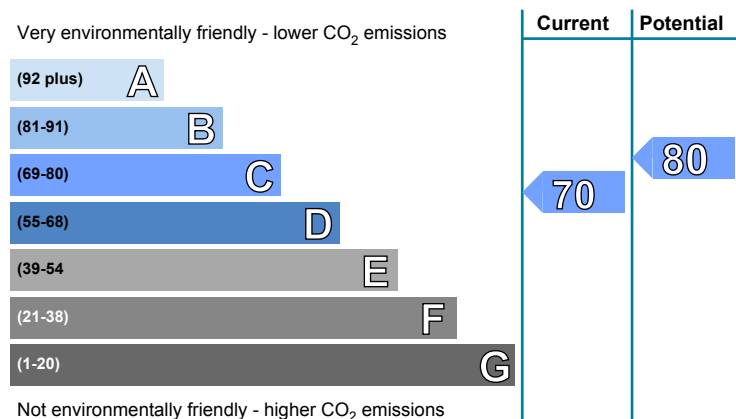 Very environmentally friendly - lower CO₂ emissions
Current
Potential
(92 plus) A
(81-91) B
(69-80) C
(55-68) D
(39-54 E
(21-38) F
(1-20) G
80
70
Not environmentally friendly - higher CO₂ emissions